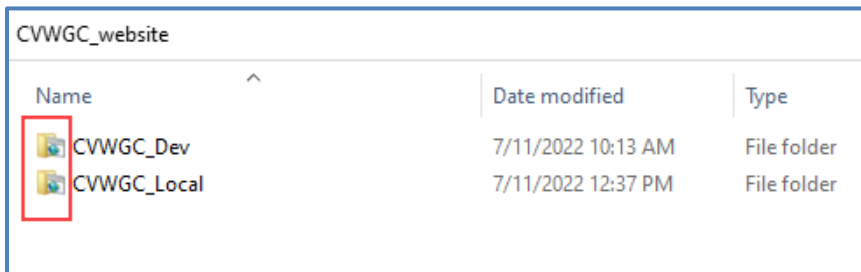 CVWGC_website
Name Date modified Type
CVWGC_Dev 7/11/2022 10:13 AM File folder
CVWGC_Local 7/11/2022 12:37 PM File folder